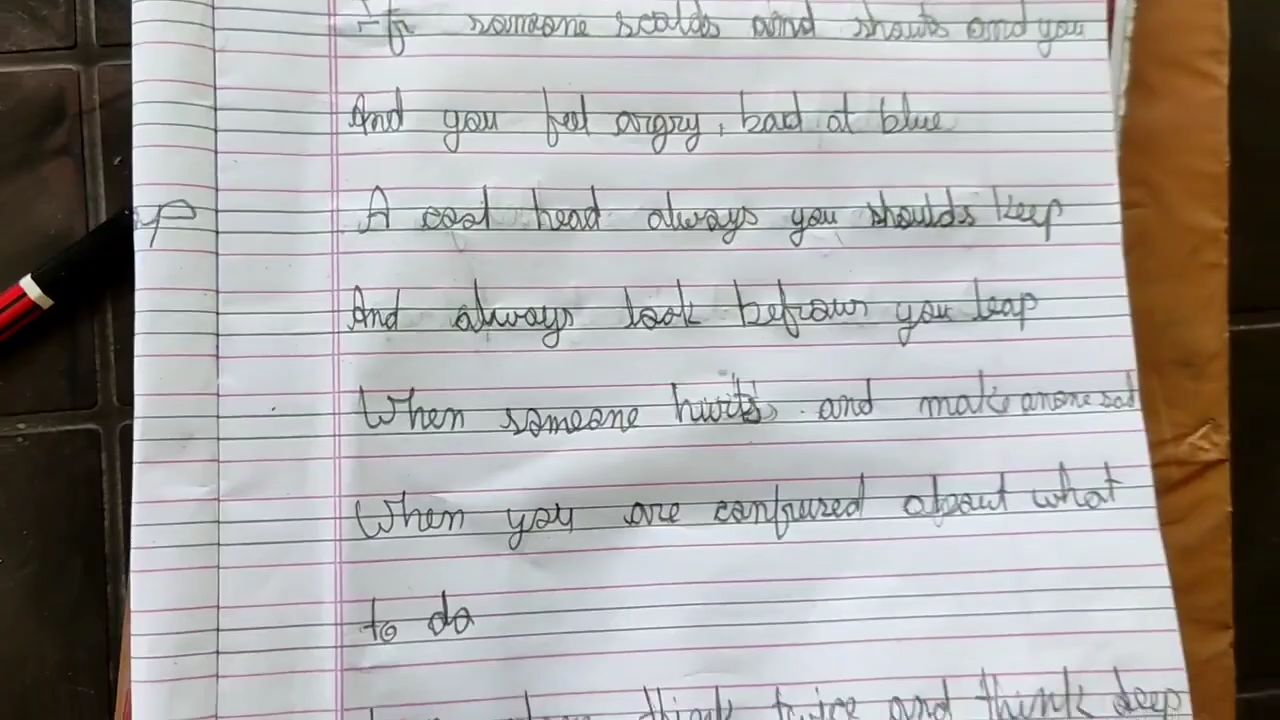 If someone scolds and shouts and you
And you feel argry, bad at blue
A cool head always you shoulds keep
And always look befrour you leap
When someone hurts and make anone sad
When you are confused about what
to do
think twice and think deep